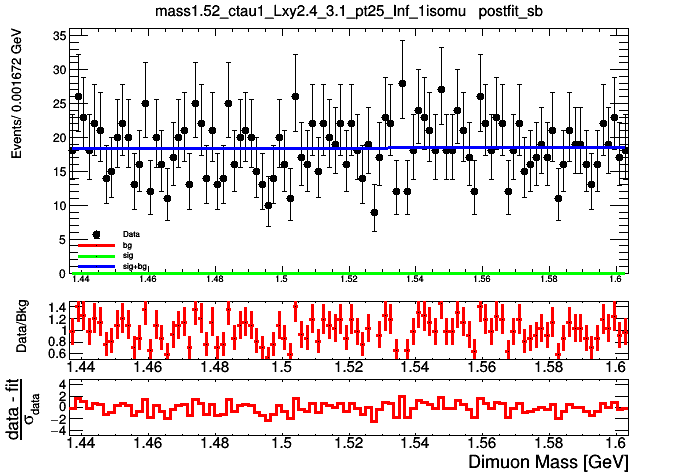 mass1.52_ctau1_Lxy2.4_3.1_pt25_Inf_1isomu postfit_sb
Events/ 0.001672 GeV
35
30
25
20
15
10
5
0
Data
bg
sig
sig+bg
1.44 1.46 1.48 1.5 1.52 1.54 1.56 1.58 1.6
Data/Bkg
1.4
1.2
1
0.8
0.6
1.44 1.46 1.48 1.5 1.52 1.54 1.56 1.58 1.6
data - fit
σdata
4
2
0
−2
−4
1.44 1.46 1.48 1.5 1.52 1.54 1.56 1.58 1.6
Dimuon Mass [GeV]